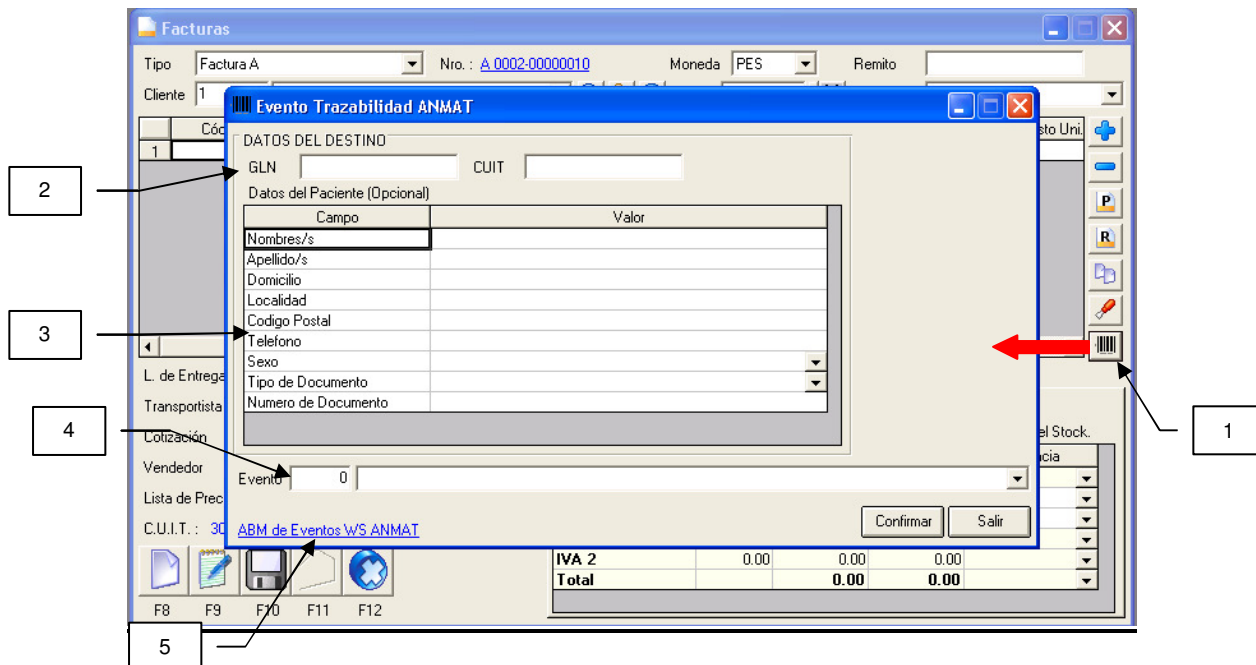 Facturas
Tipo Factura A Nro. : A 0002-00000010 Moneda PES Remito
Cliente 1
Evento Trazabilidad ANMAT
Cód sto Uni.
1
DATOS DEL DESTINO
GLN CUIT
2
Datos del Paciente (Opcional)
P
Campo Valor
Nombres/s
R
Apellido/s
Domicilio
Localidad
Codigo Postal
3
Telefono
Sexo
L. de Entrega
Tipo de Documento
Transportista
Numero de Documento
4
1
Cotización el Stock.
Vendedor ncia
Evento 0
Lista de Prec
Confirmar Salir
C.U.I.T. : 30 ABM de Eventos WS ANMAT
IVA 2 0.00 0.00 0.00
Total 0.00 0.00
F8 F9 F10 F11 F12
5